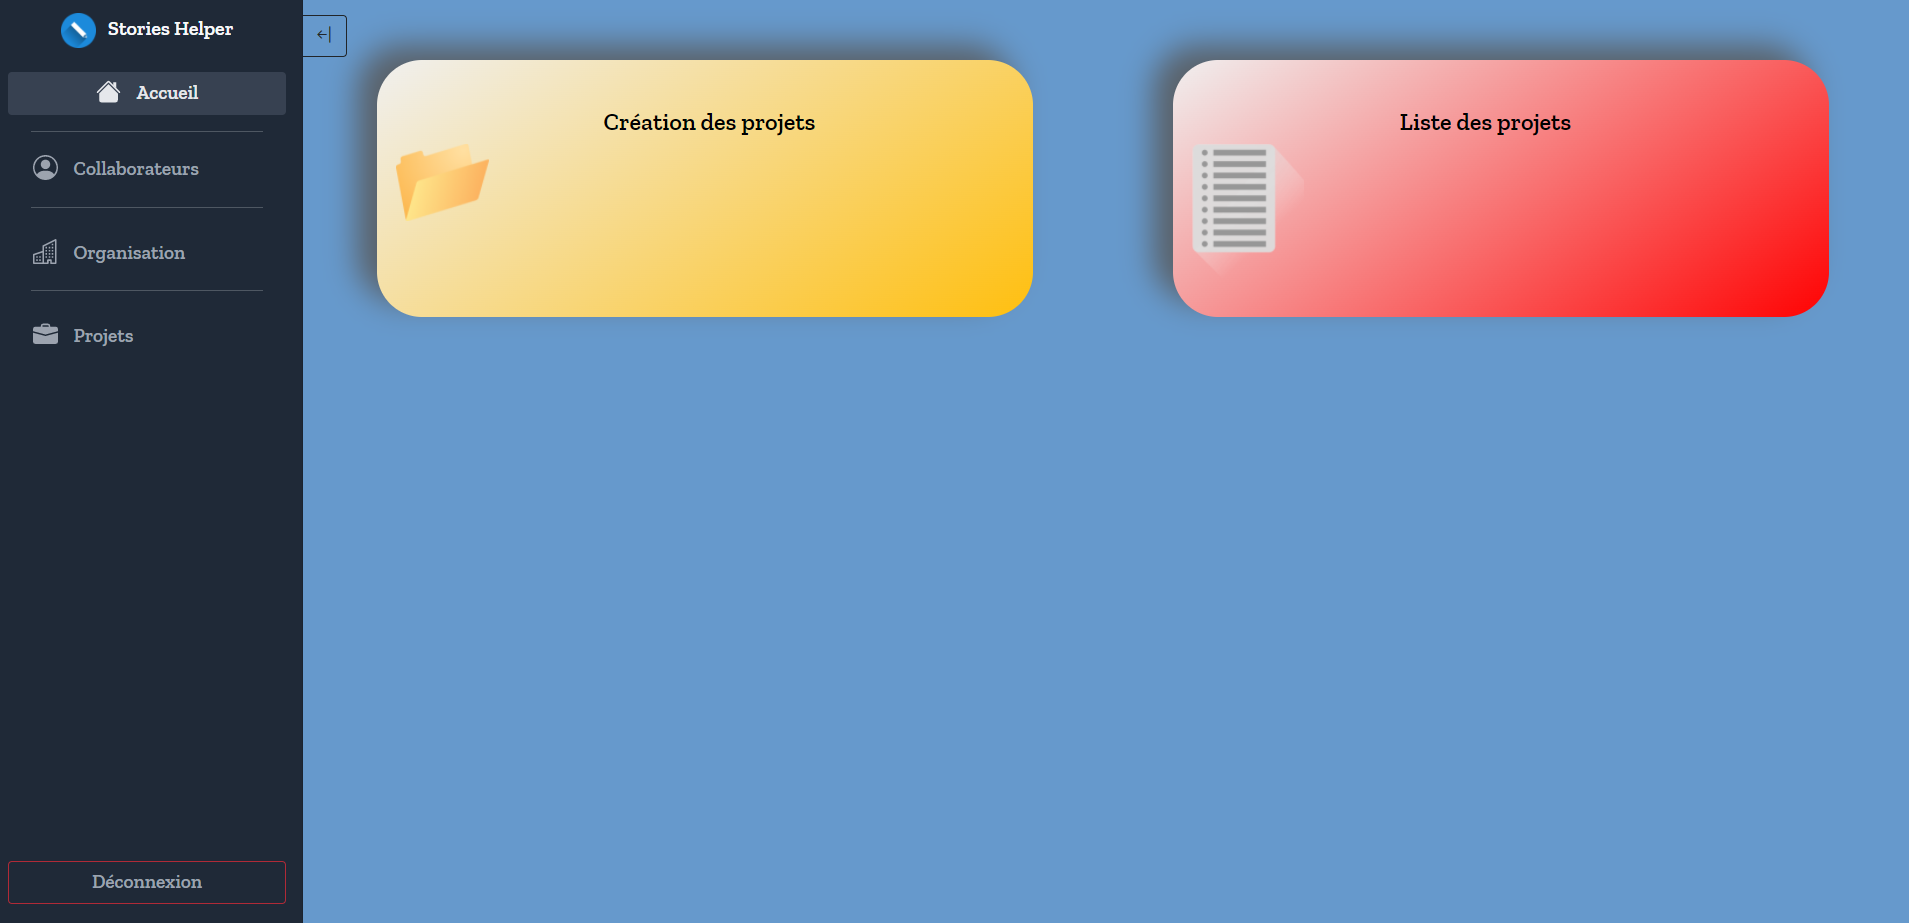 Stories Helper
Accueil
Collaborateurs
Organisation
Projets
Déconnexion
Création des projets
Liste des projets